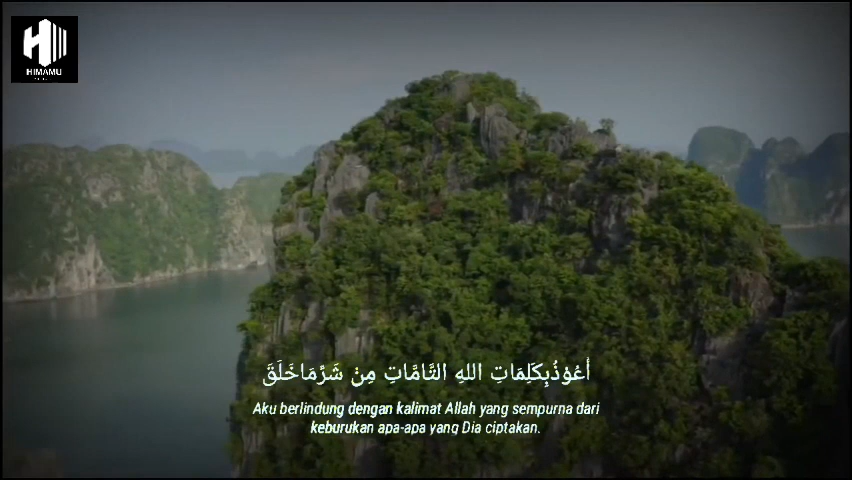 HIMAMU
أَعُوْذُبِكَلِمَاتِ اللهِ التَّامَّاتِ مِنْ شَرِّمَاخَلَقَ
Aku berlindung dengan kalimat Allah yang sempurna dari
keburukan apa-apa yang Dia ciptakan.